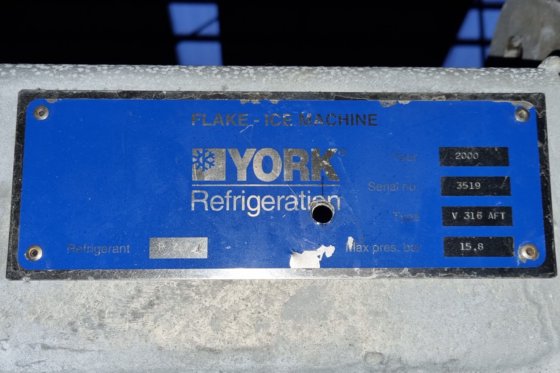 FLAKE - ICE MACHINE
YORK
Refrigeration
Year 2000
Serial no. 3519
Type V 316 AFT
Refrigerant
Max pres. bar 15,8